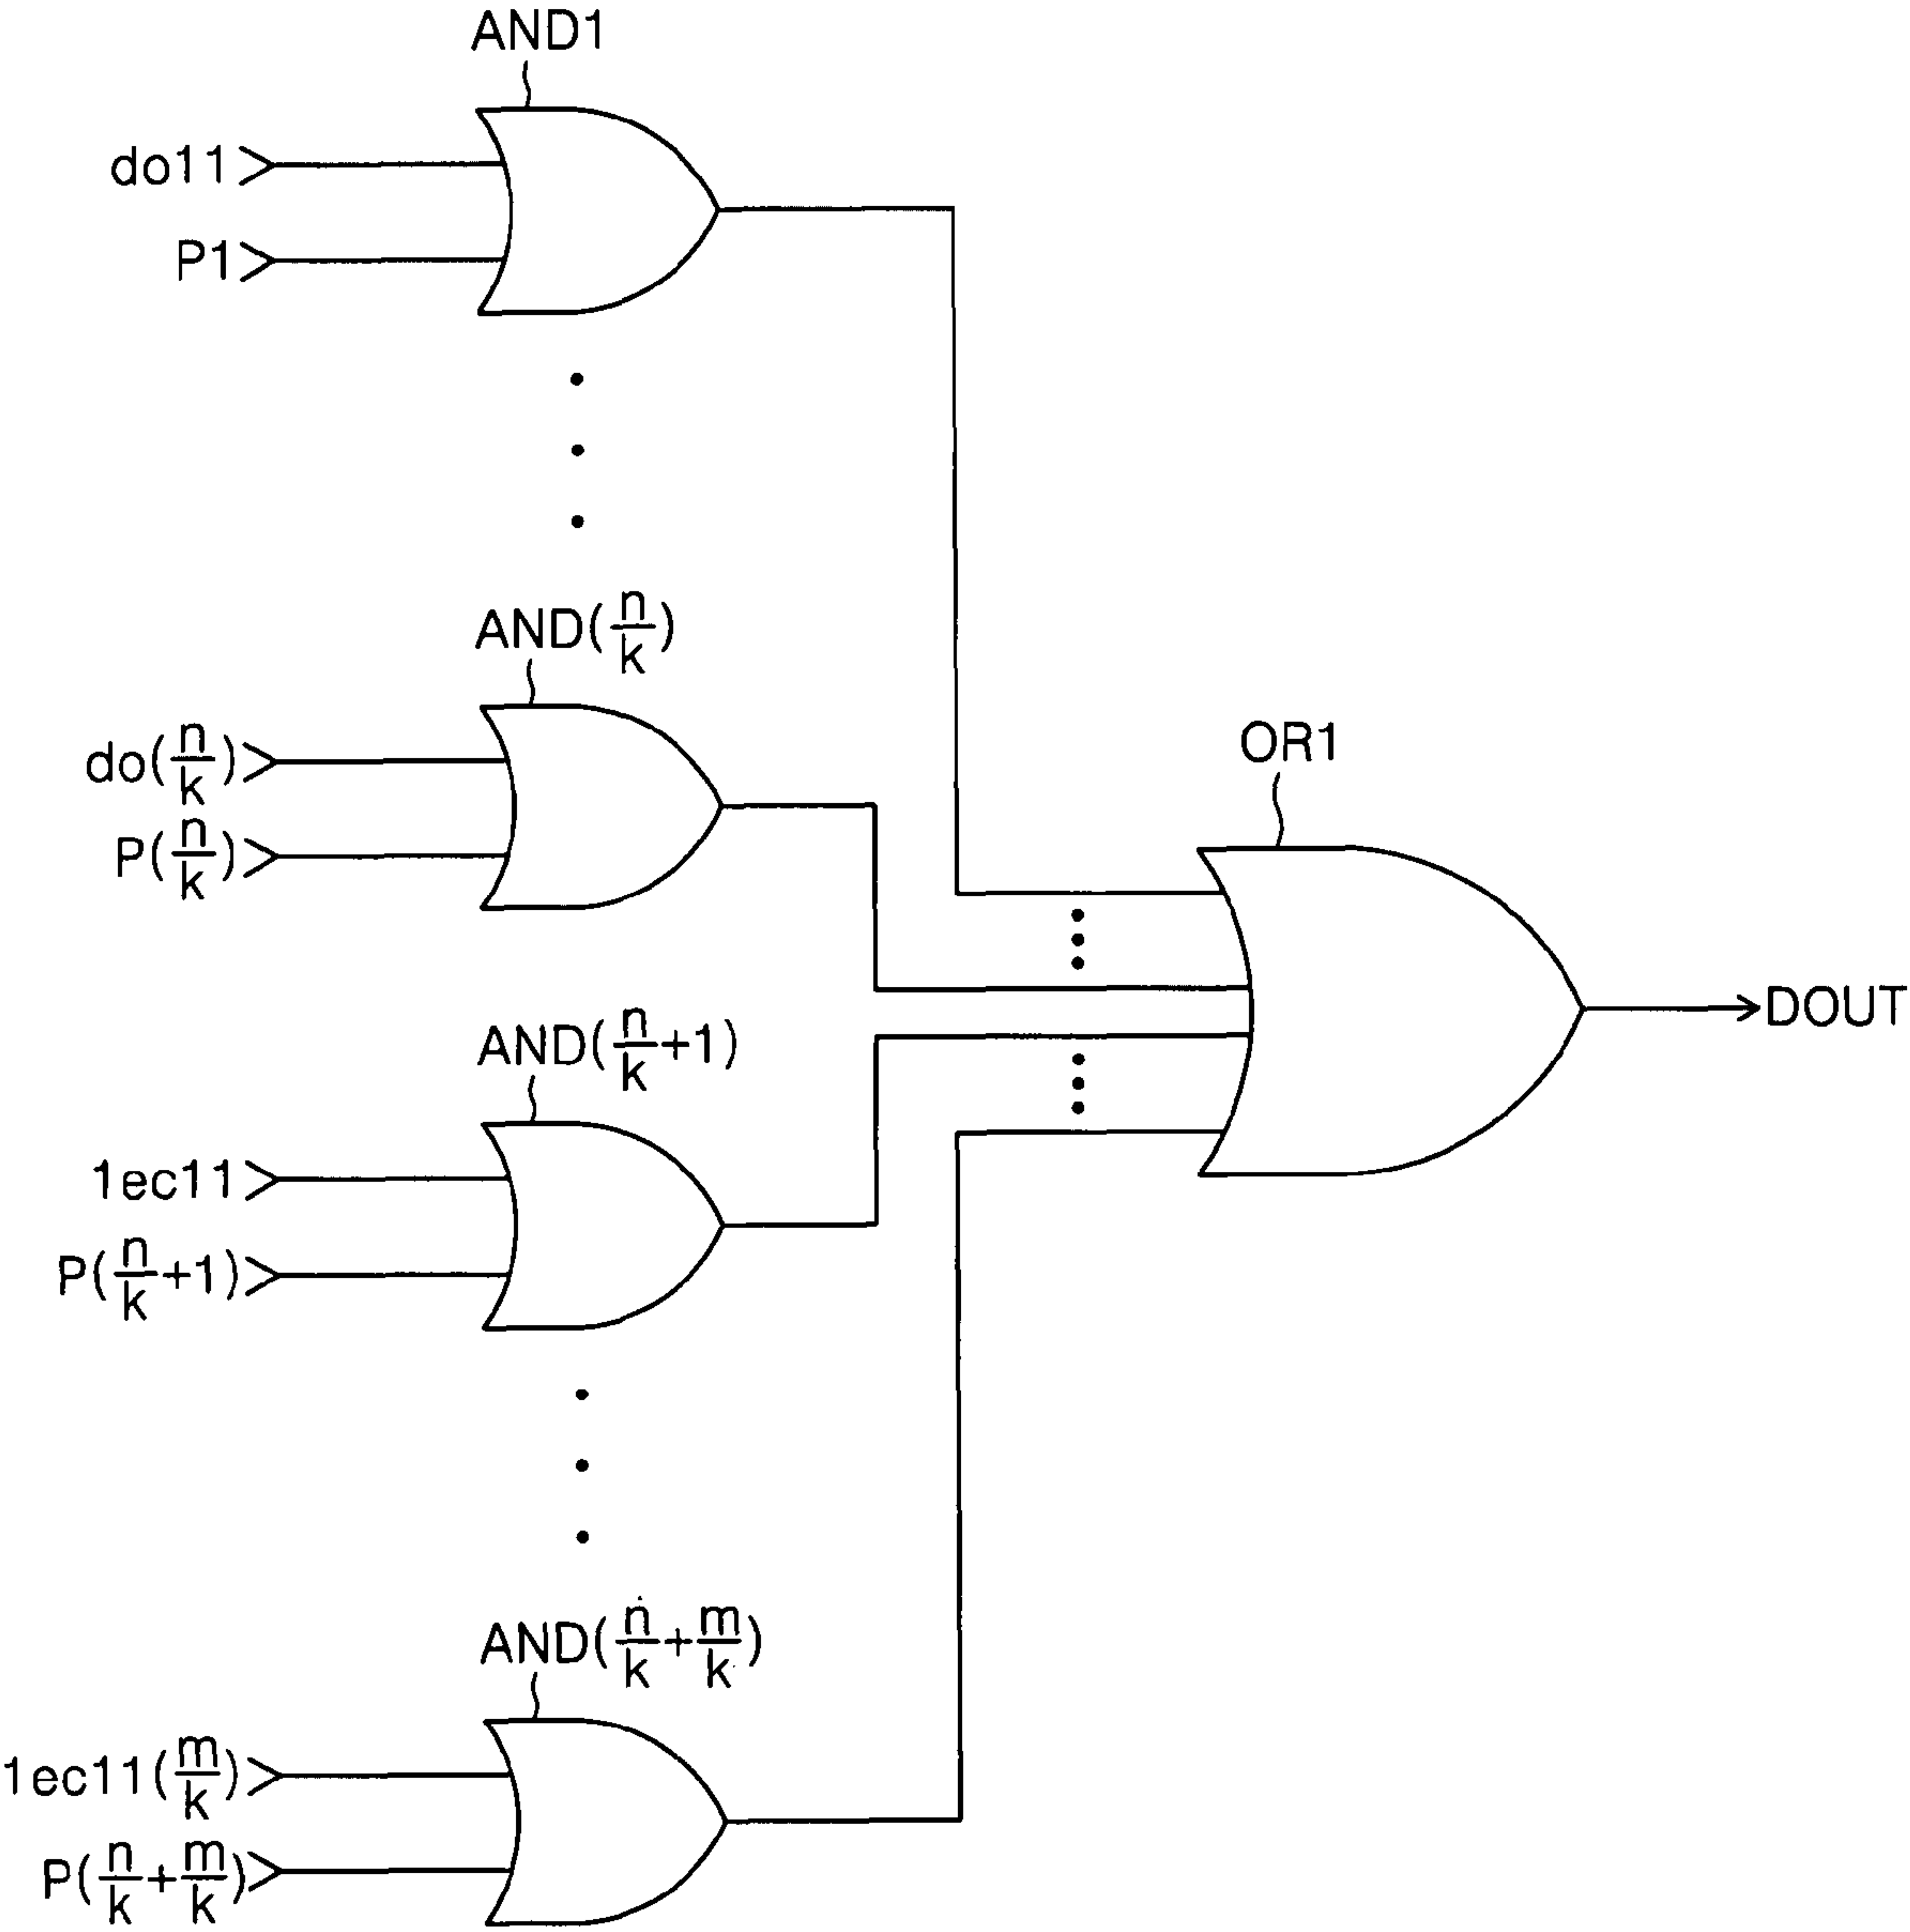 AND1
do11
P1
AND(n/k)
do(n/k)
P(n/k)
OR1
DOUT
AND(n/k+1)
1ec11
P(n/k+1)
AND(n/k+m/k)
1ec11(m/k)
P(n/k+m/k)